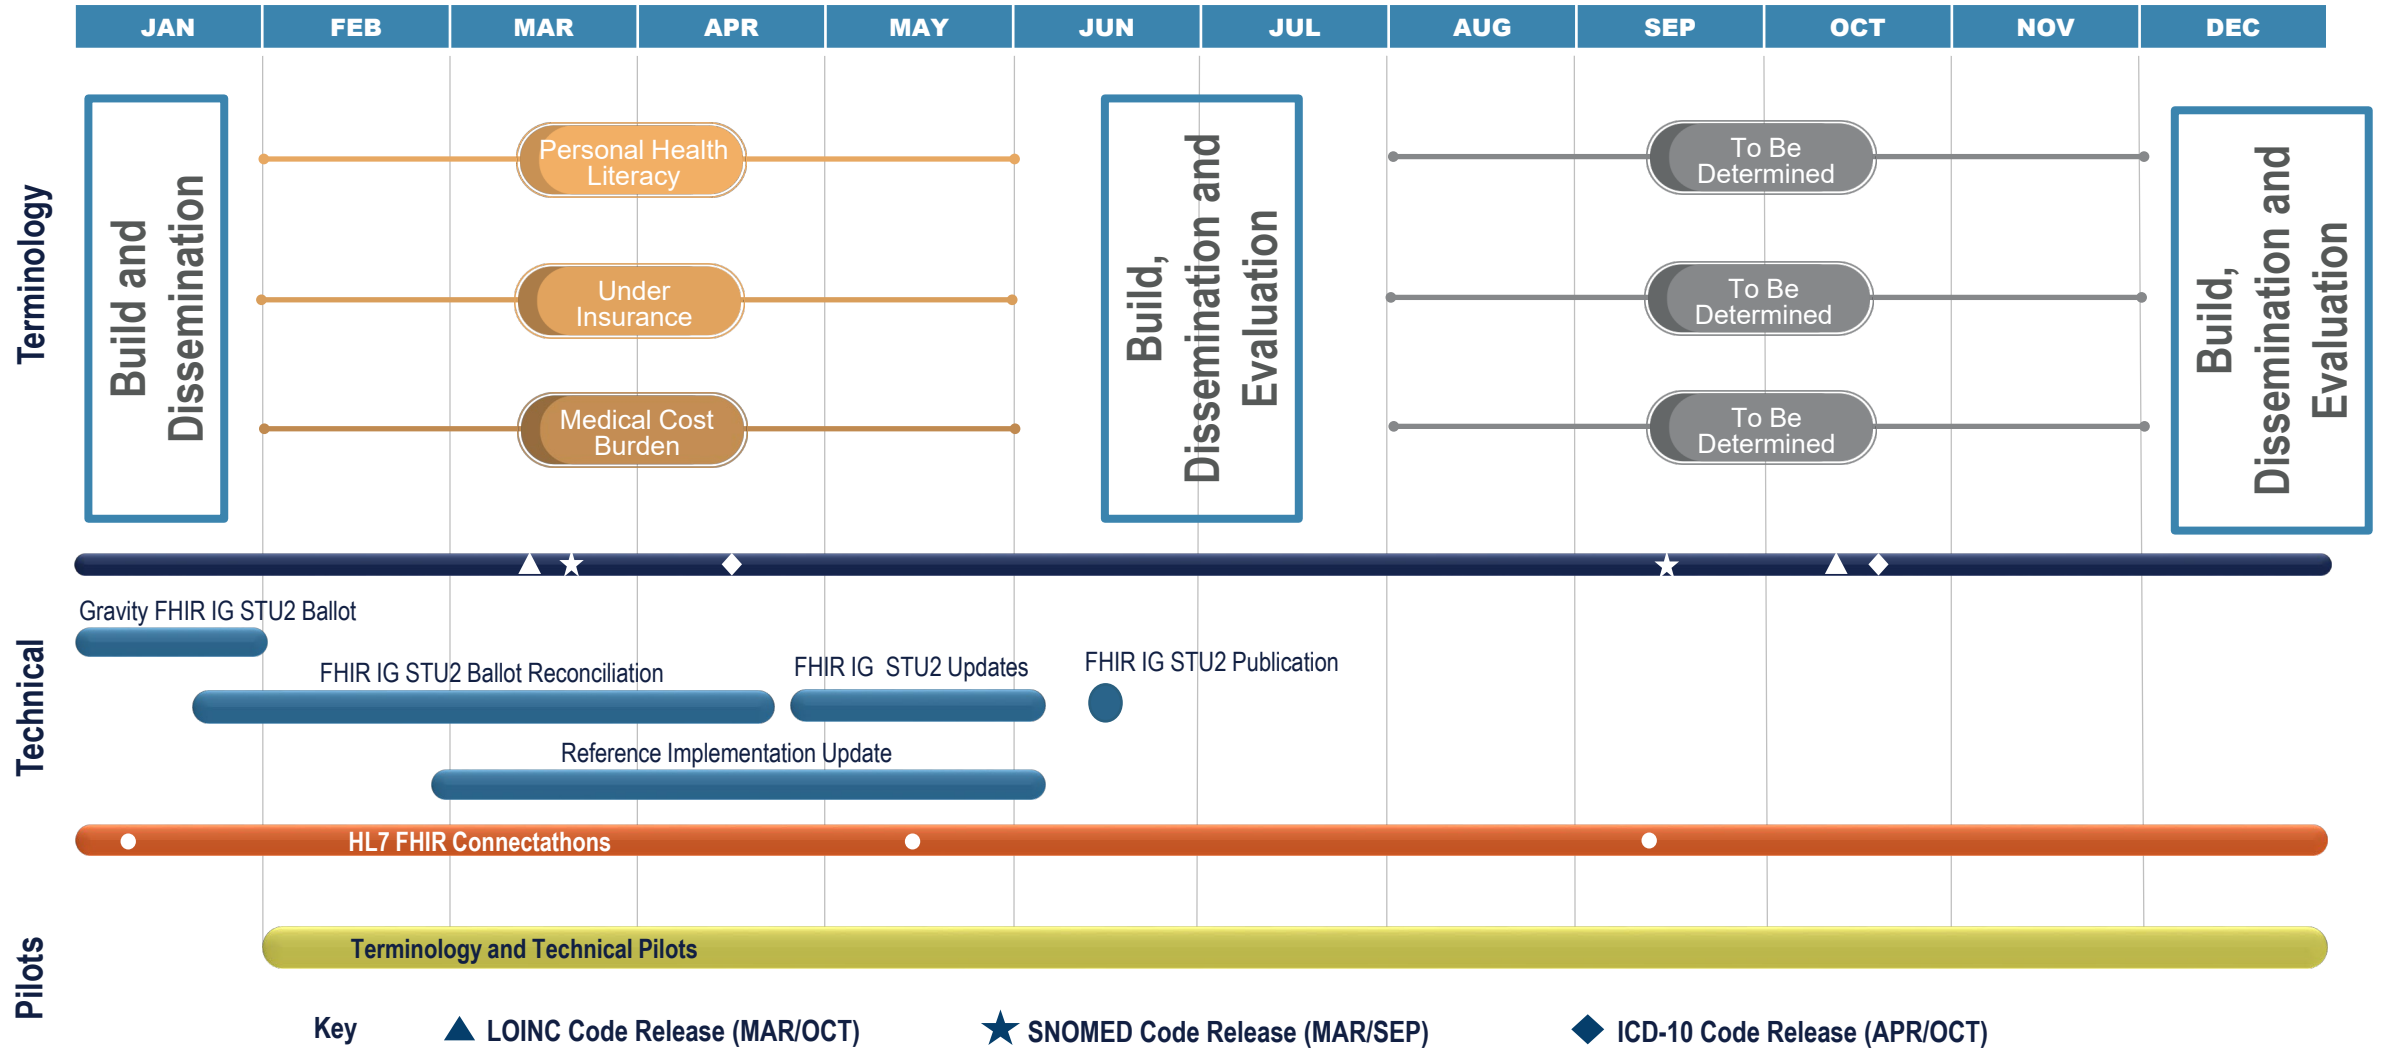 JAN FEB MAR APR MAY JUN JUL AUG SEP OCT NOV DEC
Terminology
Build and
Dissemination
Personal Health
Literacy
Under
Insurance
Medical Cost
Burden
Build,
Dissemination and
Evaluation
To Be
Determined
To Be
Determined
To Be
Determined
Build,
Dissemination and
Evaluation
Technical
Gravity FHIR IG STU2 Ballot
FHIR IG STU2 Ballot Reconciliation
FHIR IG STU2 Updates
FHIR IG STU2 Publication
Reference Implementation Update
HL7 FHIR Connectathons
Pilots
Terminology and Technical Pilots
Key
LOINC Code Release (MAR/OCT)
SNOMED Code Release (MAR/SEP)
ICD-10 Code Release (APR/OCT)